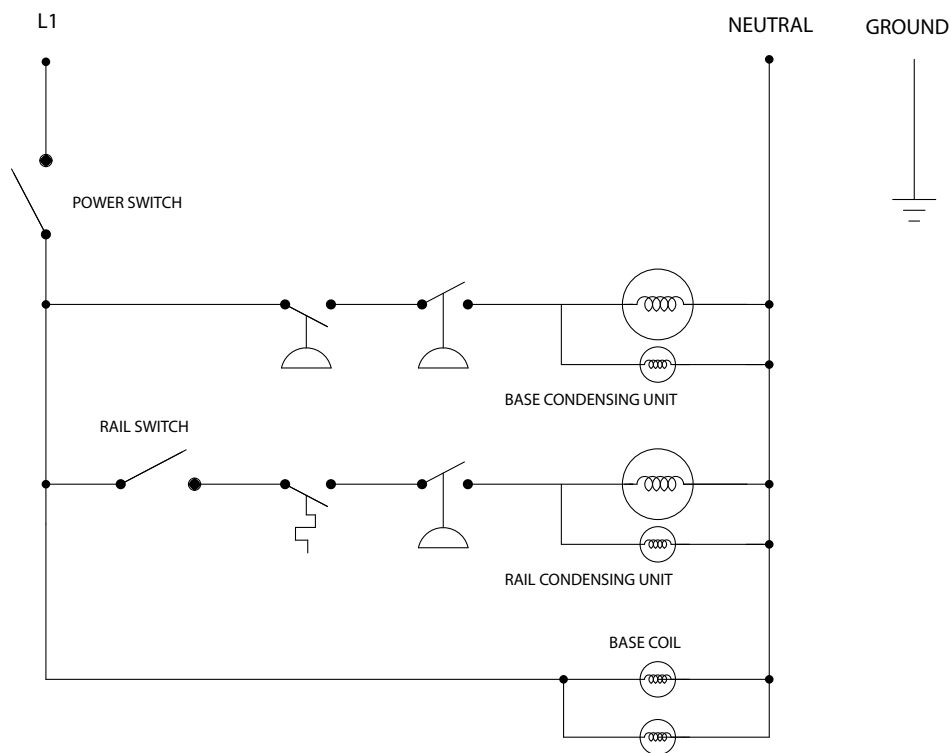 L1
NEUTRAL
GROUND
POWER SWITCH
BASE CONDENSING UNIT
RAIL SWITCH
RAIL CONDENSING UNIT
BASE COIL